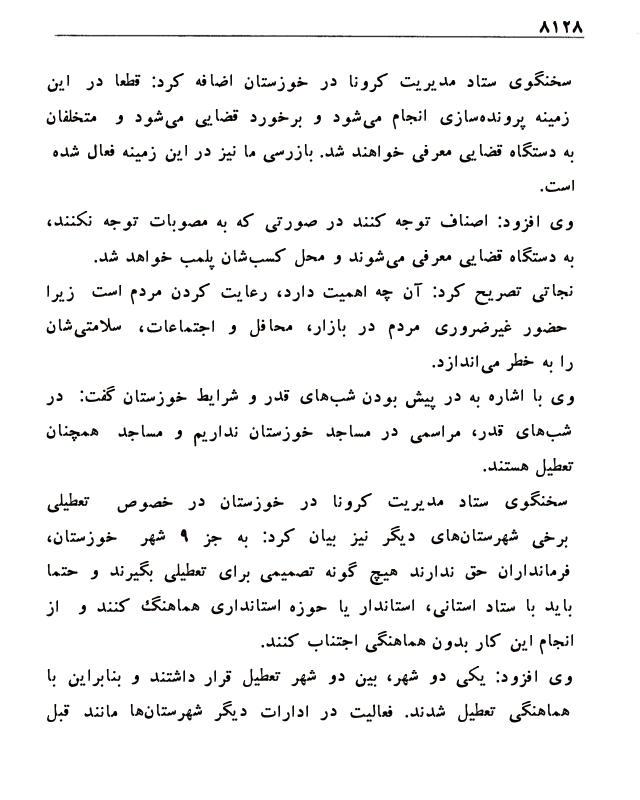 ۸۱۲۸
سخنگوی ستاد مدیریت کرونا در خوزستان اضافه کرد: قطعا در این
زمینه پرونده‌سازی انجام می‌شود و برخورد قضایی می‌شود و متخلفان
به دستگاه قضایی معرفی خواهند شد. بازرسی ما نیز در این زمینه فعال شده
است.
وی افزود: اصناف توجه کنند در صورتی که به مصوبات توجه نکنند،
به دستگاه قضایی معرفی می‌شوند و محل کسب‌شان پلمب خواهد شد.
نجاتی تصریح کرد: آن چه اهمیت دارد، رعایت کردن مردم است زیرا
حضور غیرضروری مردم در بازار، محافل و اجتماعات، سلامتی‌شان
را به خطر می‌اندازد.
وی با اشاره به در پیش بودن شب‌های قدر و شرایط خوزستان گفت: در
شب‌های قدر، مراسمی در مساجد خوزستان نداریم و مساجد همچنان
تعطیل هستند.
سخنگوی ستاد مدیریت کرونا در خوزستان در خصوص تعطیلی
برخی شهرستان‌های دیگر نیز بیان کرد: به جز ۹ شهر خوزستان،
فرمانداران حق ندارند هیچ گونه تصمیمی برای تعطیلی بگیرند و حتما
باید با ستاد استانی، استاندار یا حوزه استانداری هماهنگ کنند و از
انجام این کار بدون هماهنگی اجتناب کنند.
وی افزود: یکی دو شهر، بین دو شهر تعطیل قرار داشتند و بنابراین با
هماهنگی تعطیل شدند. فعالیت در ادارات دیگر شهرستان‌ها مانند قبل